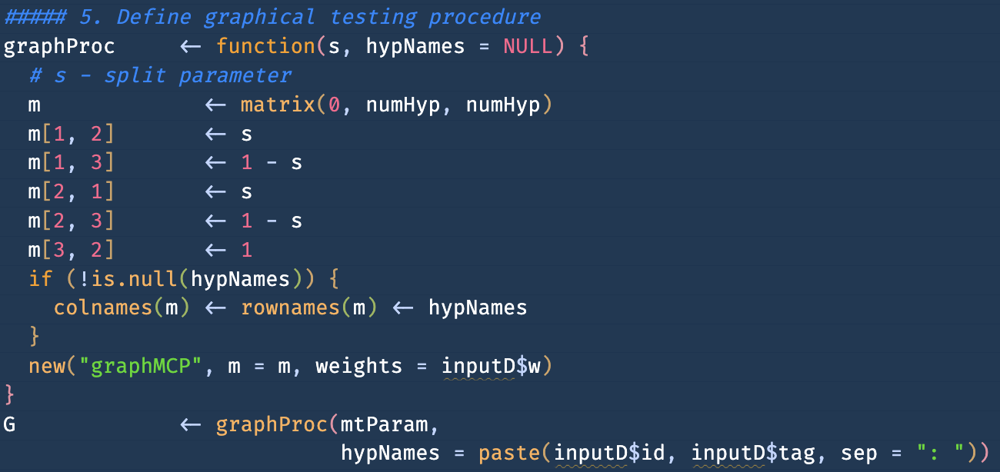 ##### 5. Define graphical testing procedure
graphProc     <- function(s, hypNames = NULL) {
  # s - split parameter
  m             <- matrix(0, numHyp, numHyp)
  m[1, 2]       <- s
  m[1, 3]       <- 1 - s
  m[2, 1]       <- s
  m[2, 3]       <- 1 - s
  m[3, 2]       <- 1
  if (!is.null(hypNames)) {
    colnames(m) <- rownames(m) <- hypNames
  }
  new("graphMCP", m = m, weights = inputD$w)
}
G             <- graphProc(mtParam,
                           hypNames = paste(inputD$id, inputD$tag, sep = ": "))